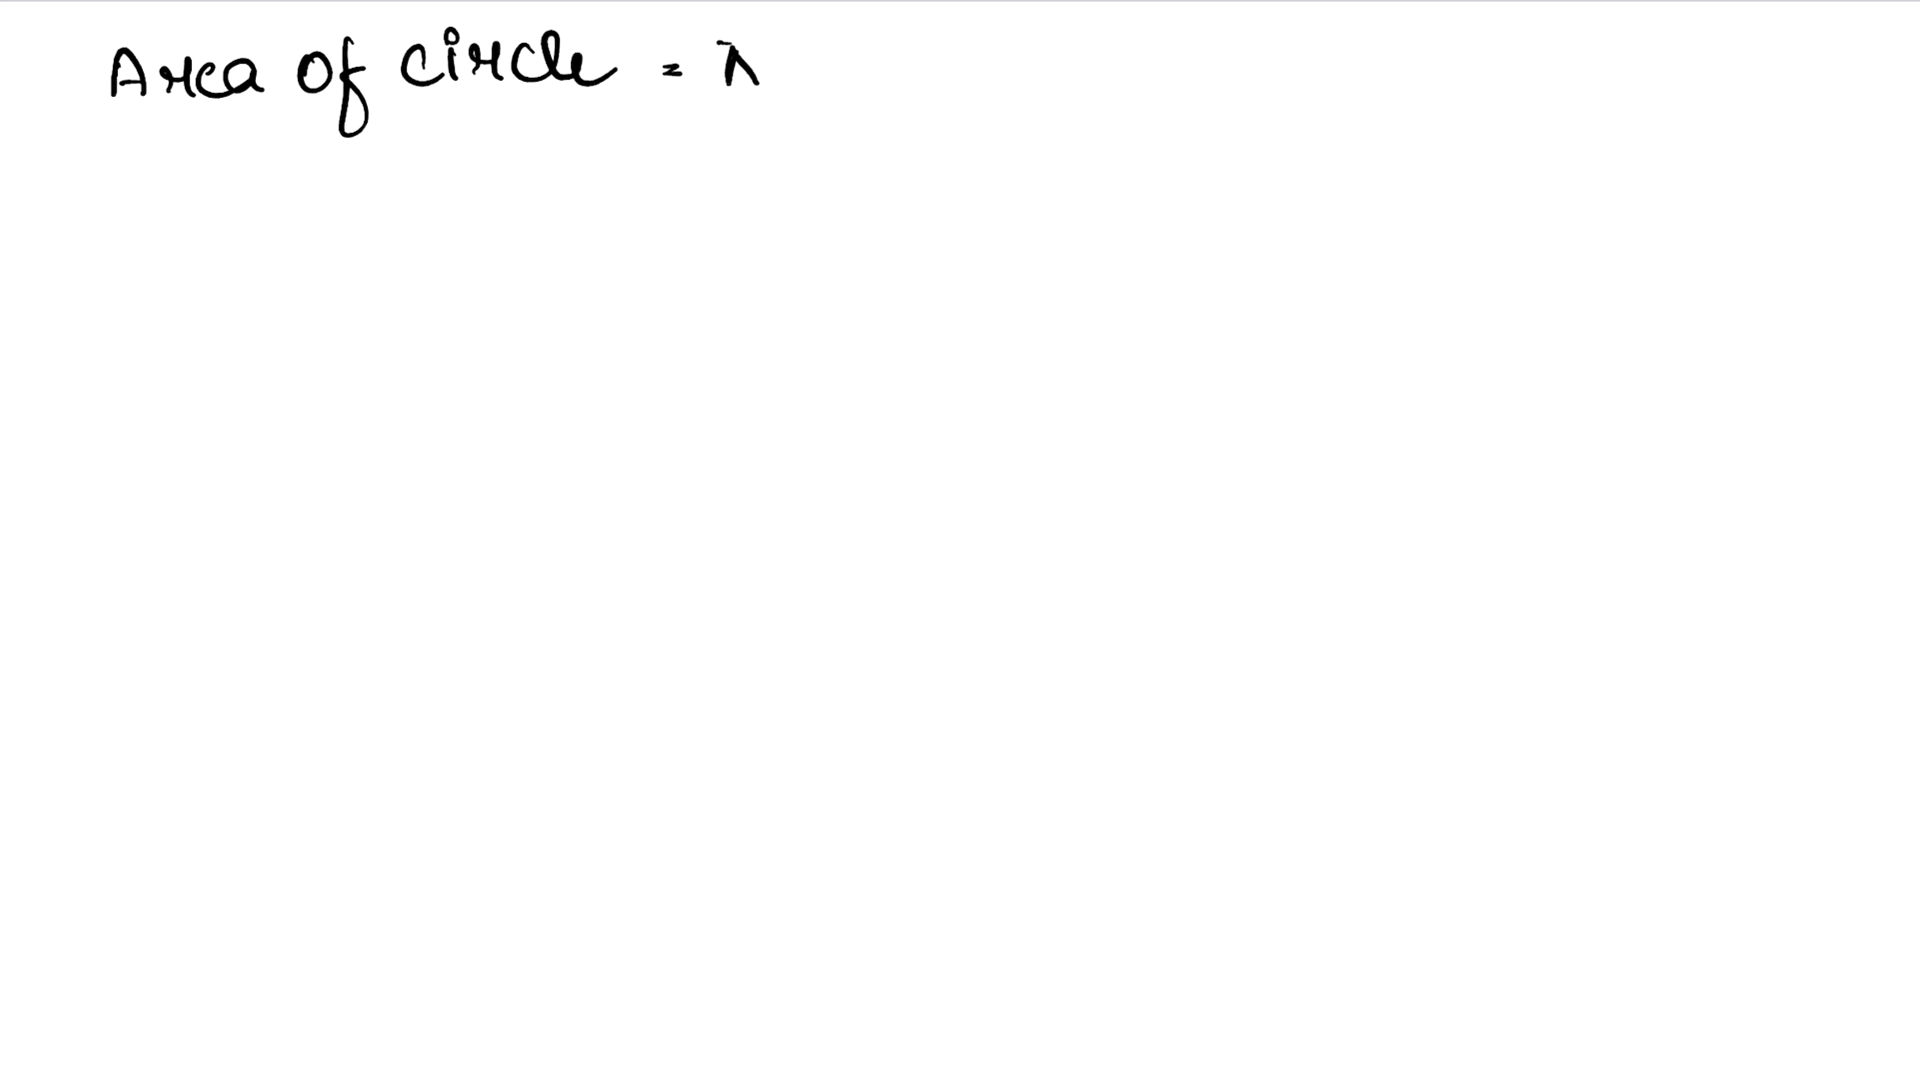 Area of circle = π